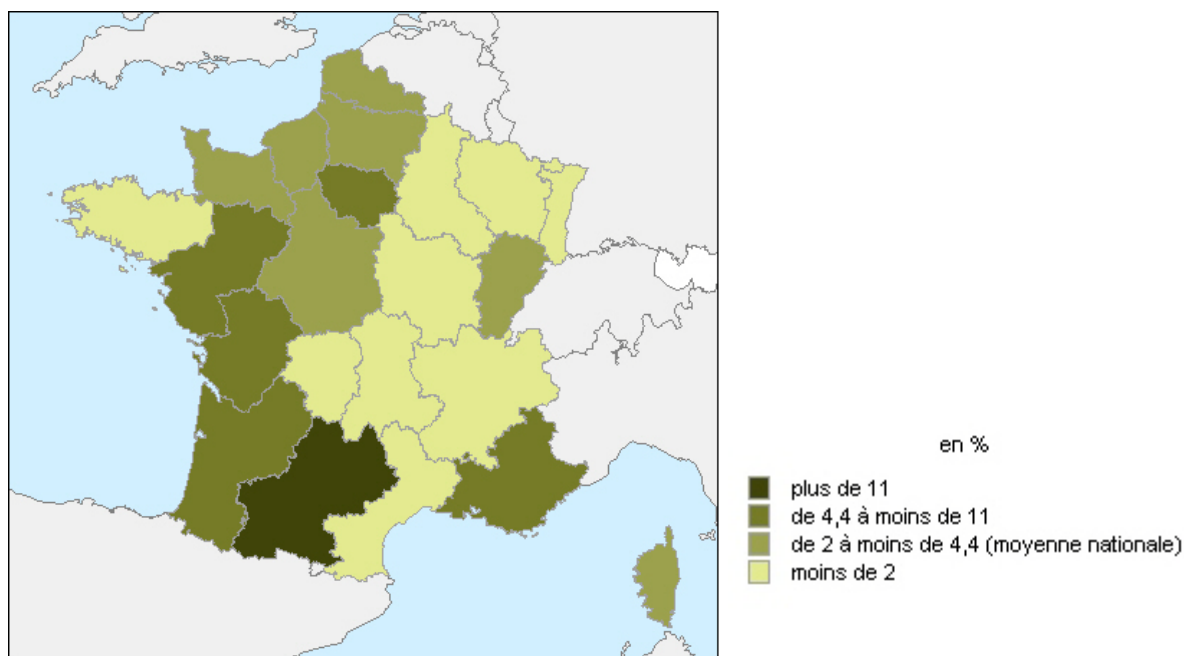 en %
plus de 11
de 4,4 à moins de 11
de 2 à moins de 4,4 (moyenne nationale)
moins de 2